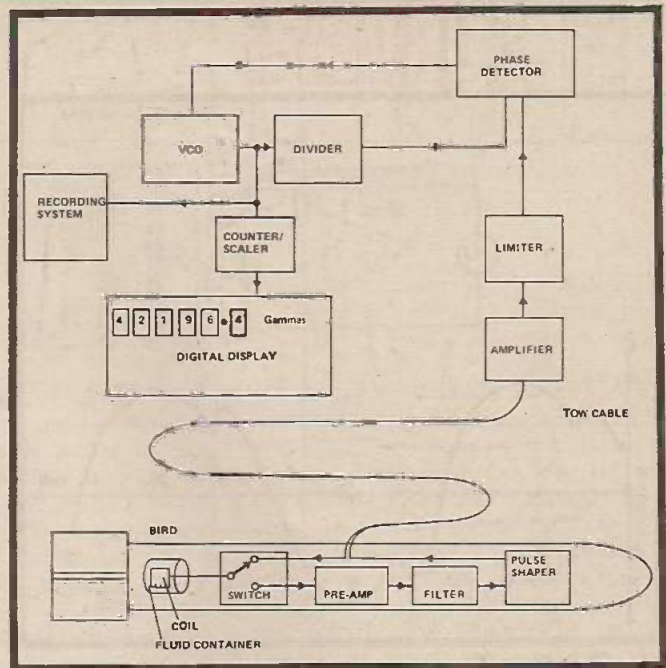 PHASE
DETECTOR
VCO
DIVIDER
RECORDING
SYSTEM
COUNTER/
SCALER
LIMITER
4 2 7 9 6 . 4 Gammas
DIGITAL DISPLAY
AMPLIFIER
TOW CABLE
BIRD
PULSE
SHAPER
SWITCH
PRE-AMP
FILTER
COIL
FLUID CONTAINER